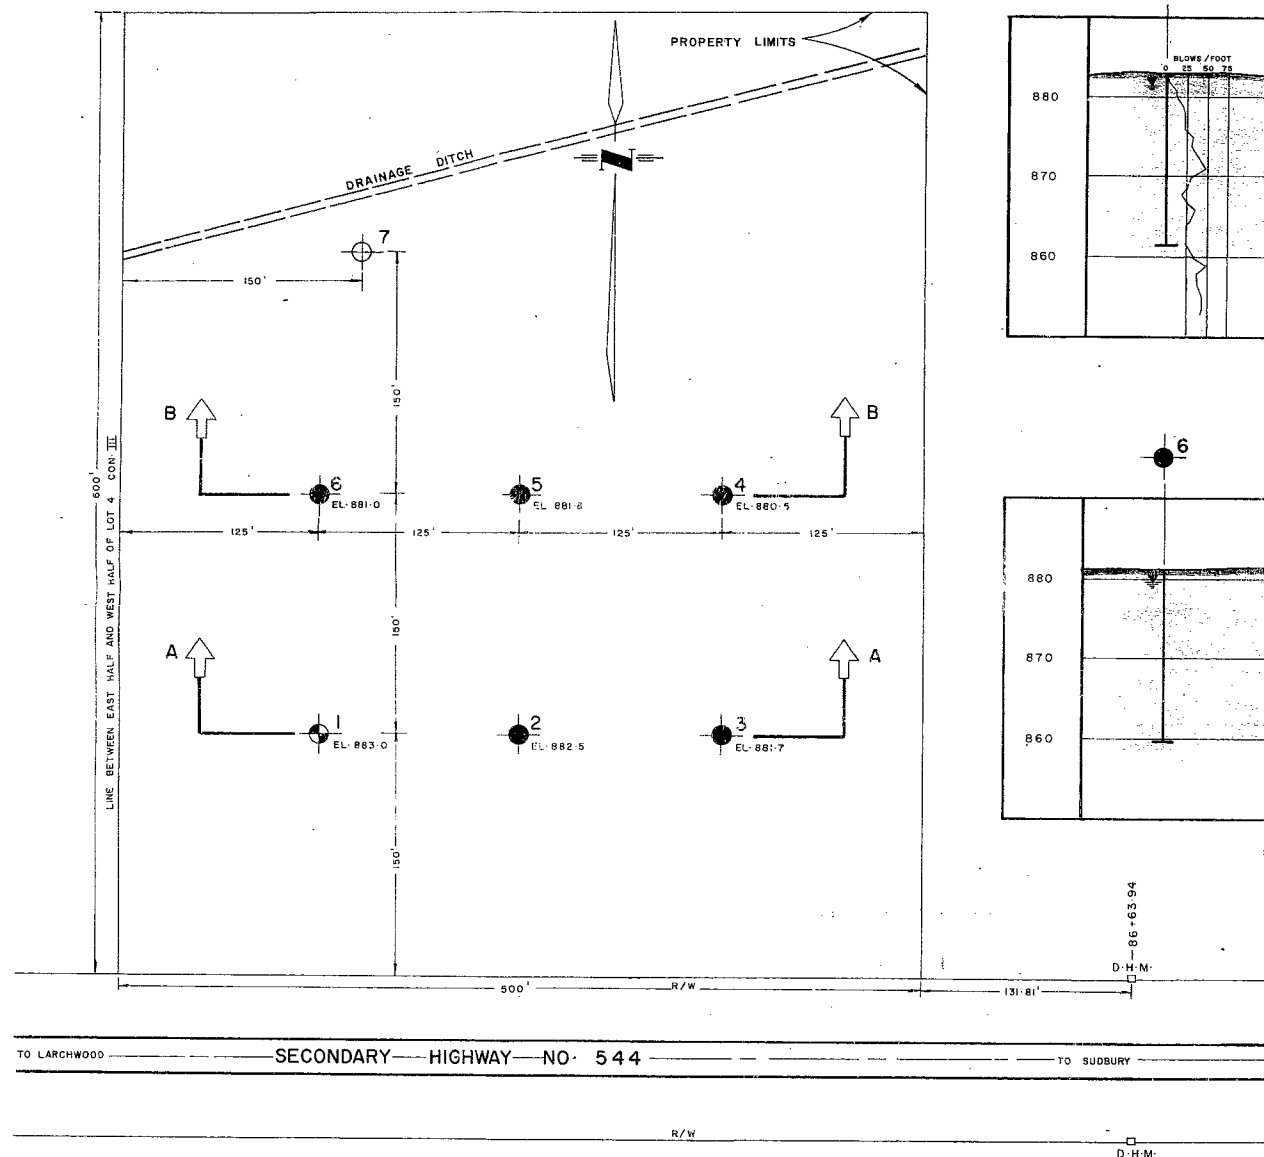 PROPERTY LIMITS
BLOWS/FOOT
0 25 50 75
880
870
860
DRAINAGE DITCH
N
7
150'
150'
B
B
6
EL·881·0
5
EL·881·8
4
EL·880·5
6
125'
125'
125'
125'
600'
LINE BETWEEN EAST HALF AND WEST HALF OF LOT 4 CON·III
880
870
860
150'
A
A
1
EL·883·0
2
EL·882·5
3
EL·881·7
150'
86+63·94
D·H·M·
500'
R/W
131·81'
TO LARCHWOOD
SECONDARY HIGHWAY NO· 544
TO SUDBURY
R/W
D·H·M·